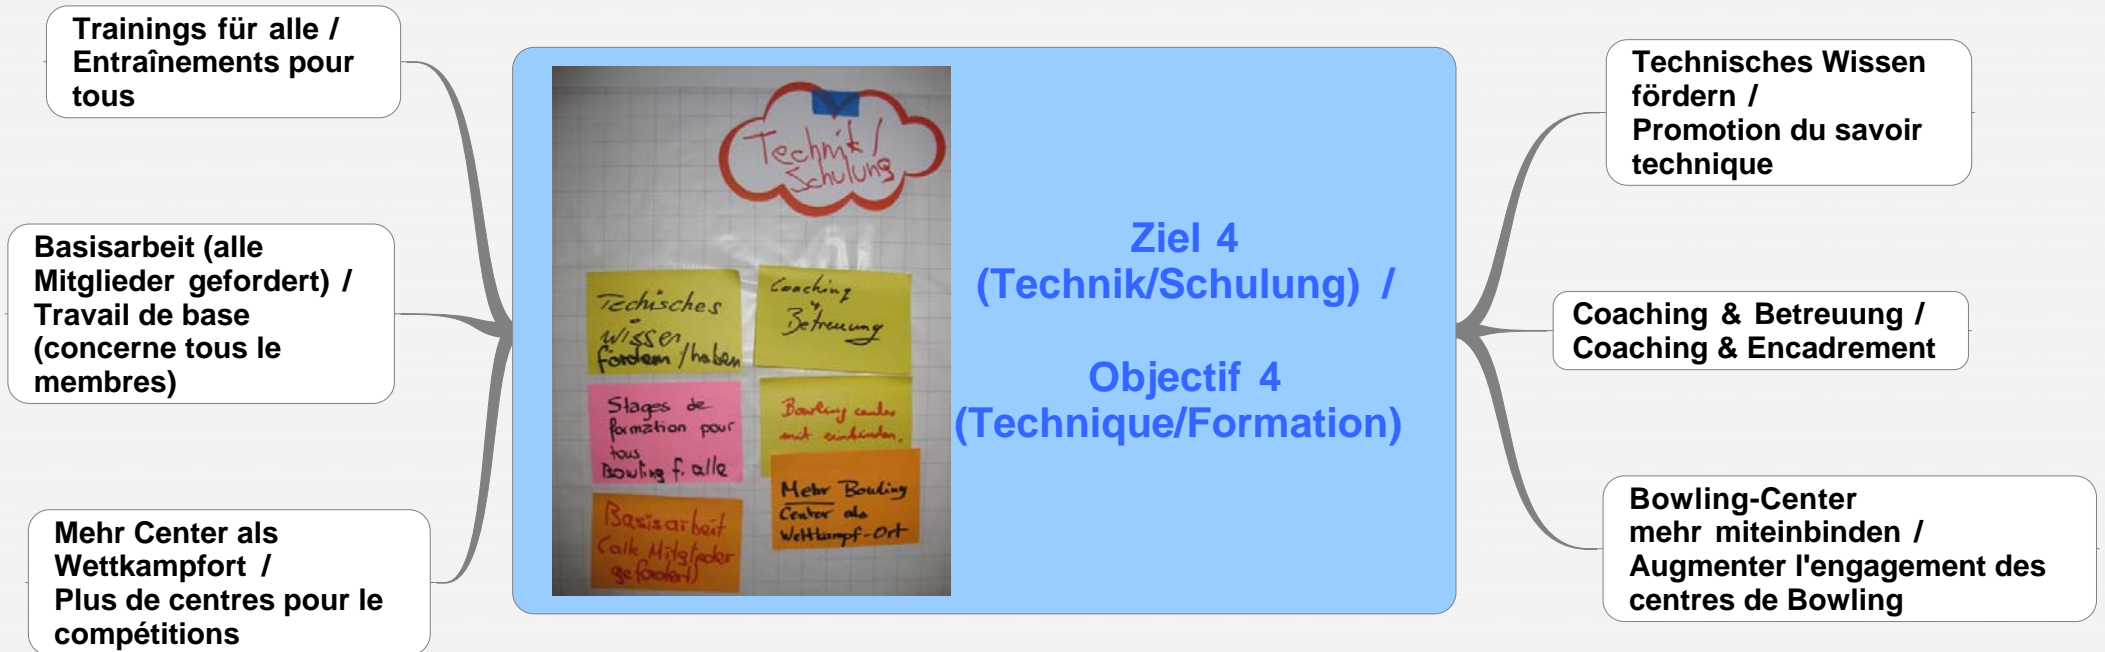 Trainings für alle /
Entraînements pour
tous
Basisarbeit (alle
Mitglieder gefordert) /
Travail de base
(concerne tous le
membres)
Mehr Center als
Wettkampfort /
Plus de centres pour le
compétitions
Technik/
Schulung
Techisches
Wissen
fördern/haben
Coaching
&
Betreuung
Stages de
formation pour
tous
Bowling f. alle
Bowling center
mit einbinden.
Mehr Bowling
Center als
Wettkampf-Ort
Basisarbeit
(alle Mitglieder
gefordert)
Ziel 4
(Technik/Schulung) /
Objectif 4
(Technique/Formation)
Technisches Wissen
fördern /
Promotion du savoir
technique
Coaching & Betreuung /
Coaching & Encadrement
Bowling-Center
mehr miteinbinden /
Augmenter l'engagement des
centres de Bowling